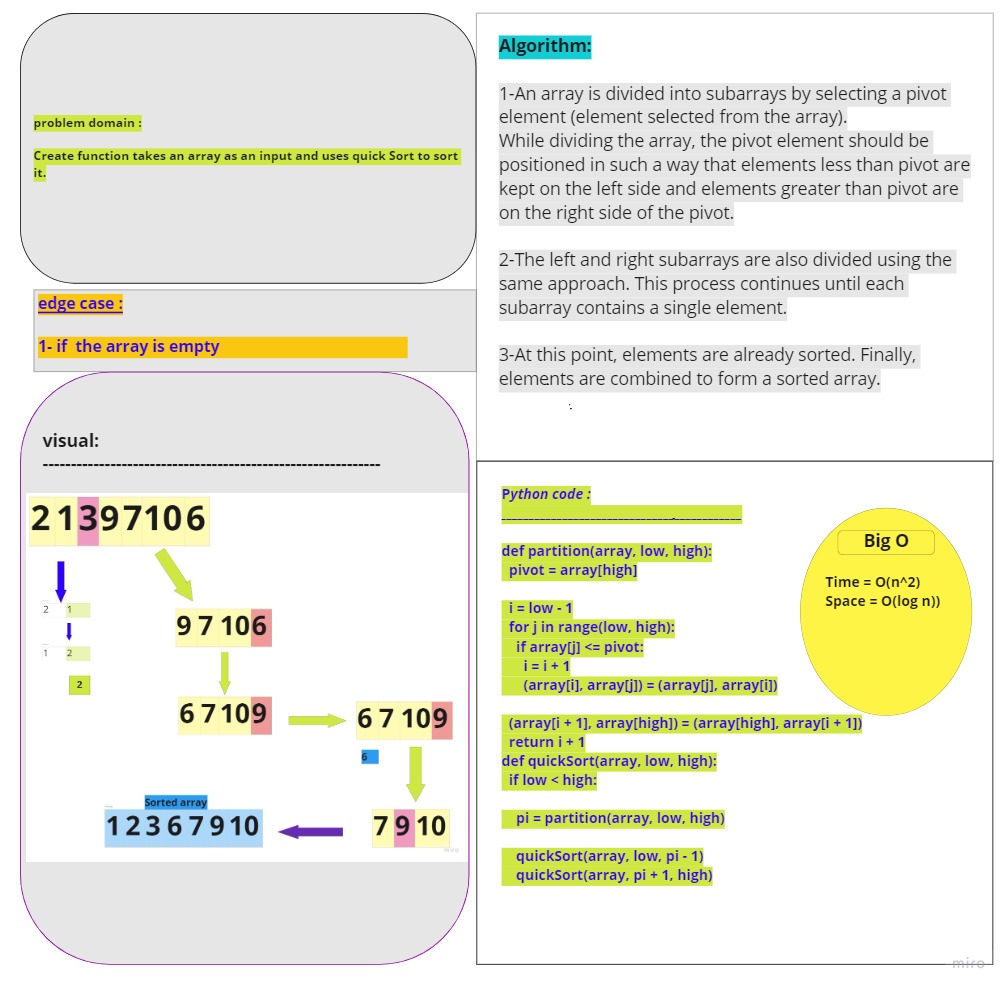 problem domain :
Create function takes an array as an input and uses quick Sort to sort
it.
edge case :
1- if  the array is empty
visual:
------------------------------------------------------------
2 1 3 9 7 10 6
2 1
1 2
2
9 7 10 6
6 7 10 9
6 7 10 9
6
7 9 10
Sorted array
1 2 3 6 7 9 10
miro
Algorithm:
1-An array is divided into subarrays by selecting a pivot
element (element selected from the array).
While dividing the array, the pivot element should be
positioned in such a way that elements less than pivot are
kept on the left side and elements greater than pivot are
on the right side of the pivot.
2-The left and right subarrays are also divided using the
same approach. This process continues until each
subarray contains a single element.
3-At this point, elements are already sorted. Finally,
elements are combined to form a sorted array.
Python code :
____________________________________________
def partition(array, low, high):
  pivot = array[high]
  i = low - 1
  for j in range(low, high):
    if array[j] <= pivot:
      i = i + 1
      (array[i], array[j]) = (array[j], array[i])
  (array[i + 1], array[high]) = (array[high], array[i + 1])
  return i + 1
def quickSort(array, low, high):
  if low < high:
    pi = partition(array, low, high)
    quickSort(array, low, pi - 1)
    quickSort(array, pi + 1, high)
Big O
Time = O(n^2)
Space = O(log n))
miro